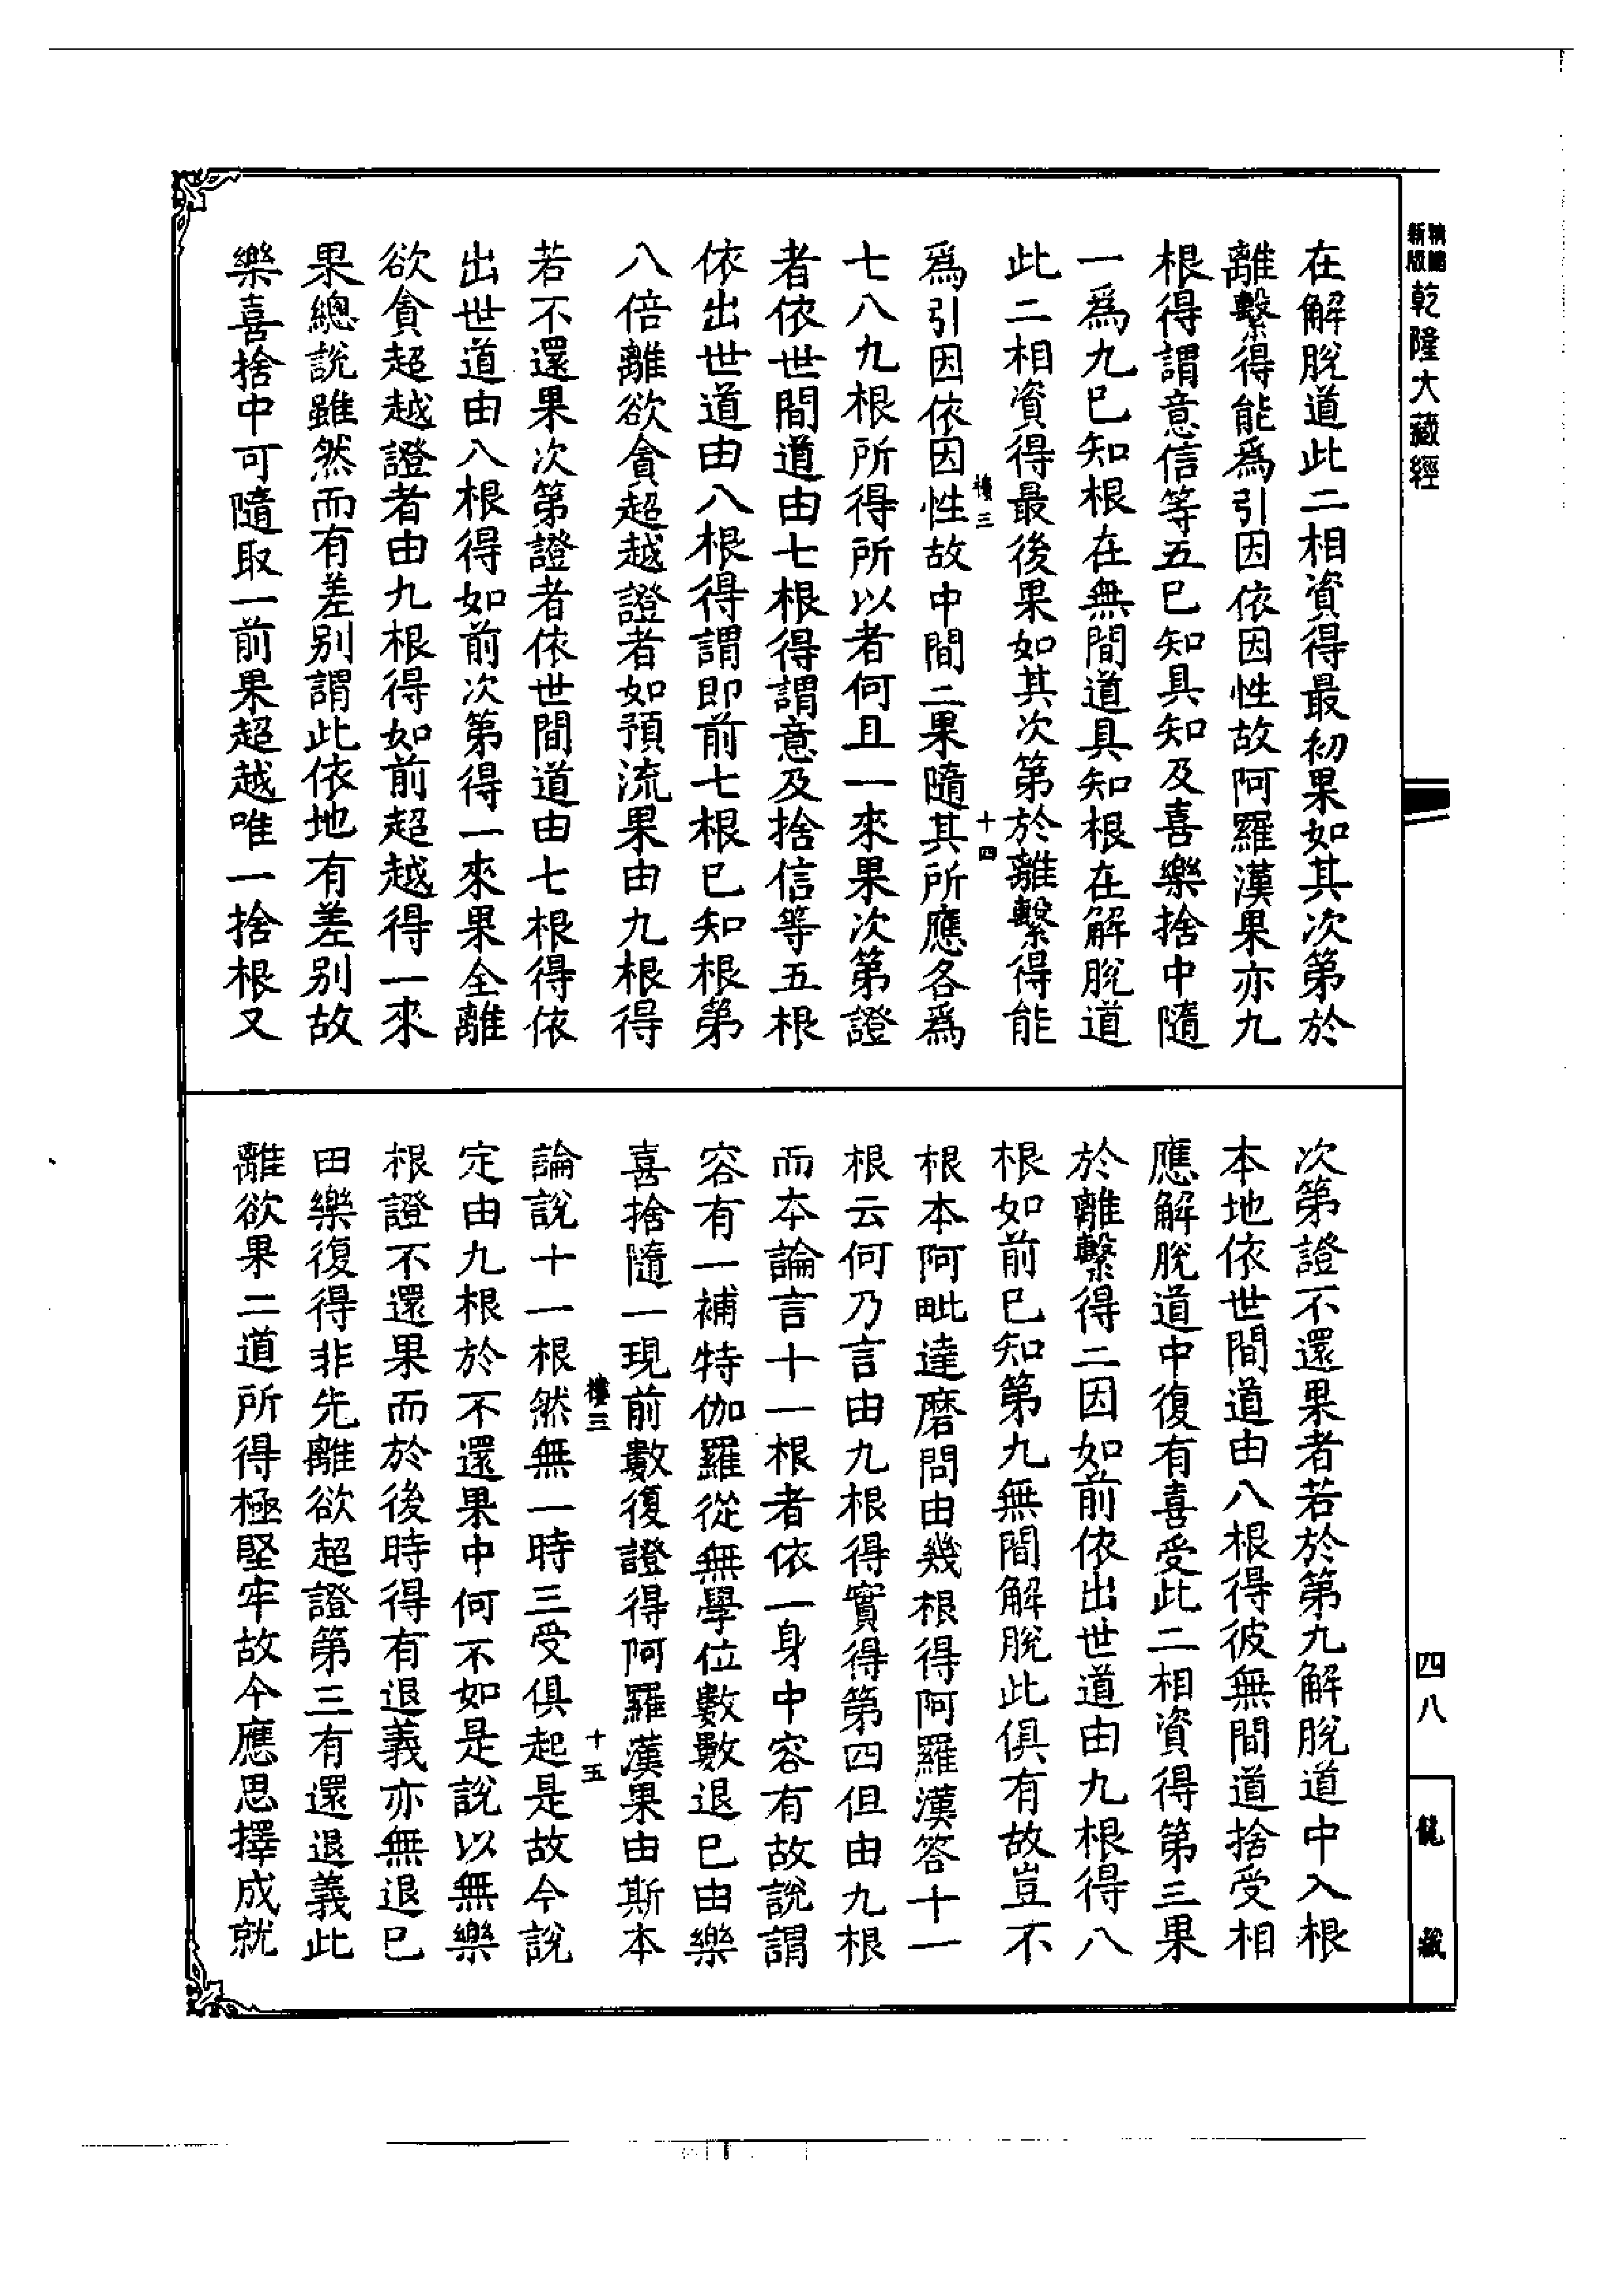 精縮新版乾隆大藏經
在解脫道此二相資得最初果如其次第於
離繫得能爲引因依因性故阿羅漢果亦九
根得謂意信等五已知具知及喜樂捨中隨
一爲九已知根在無間道具知根在解脫道
此二相資得最後果如其次第於離繫得能
樓三 十四
爲引因依因性故中間二果隨其所應各爲
七八九根所得所以者何且一來果次第證
者依世間道由七根得謂意及捨信等五根
依出世道由八根得謂即前七根已知根第
八倍離欲貪超越證者如預流果由九根得
若不還果次第證者依世間道由七根得依
出世道由八根得如前次第得一來果全離
欲貪超越證者由九根得如前超越得一來
果總說雖然而有差別謂此依地有差別故
樂喜捨中可隨取一前果超越唯一捨根又
次第證不還果者若於第九解脫道中入根
本地依世間道由八根得彼無間道捨受相
應解脫道中復有喜受此二相資得第三果
於離繫得二因如前依出世道由九根得八
根如前已知第九無間解脫此俱有故豈不
根本阿毗達磨問由幾根得阿羅漢答十一
根云何乃言由九根得實得第四但由九根
而本論言十一根者依一身中容有故說謂
容有一補特伽羅從無學位數數退已由樂
喜捨隨一現前數復證得阿羅漢果由斯本
樓三 十五
論說十一根然無一時三受俱起是故今說
定由九根於不還果中何不如是說以無樂
根證不還果而於後時得有退義亦無退已
由樂復得非先離欲超證第三有還退義此
離欲果二道所得極堅牢故今應思擇成就
四八
龍藏